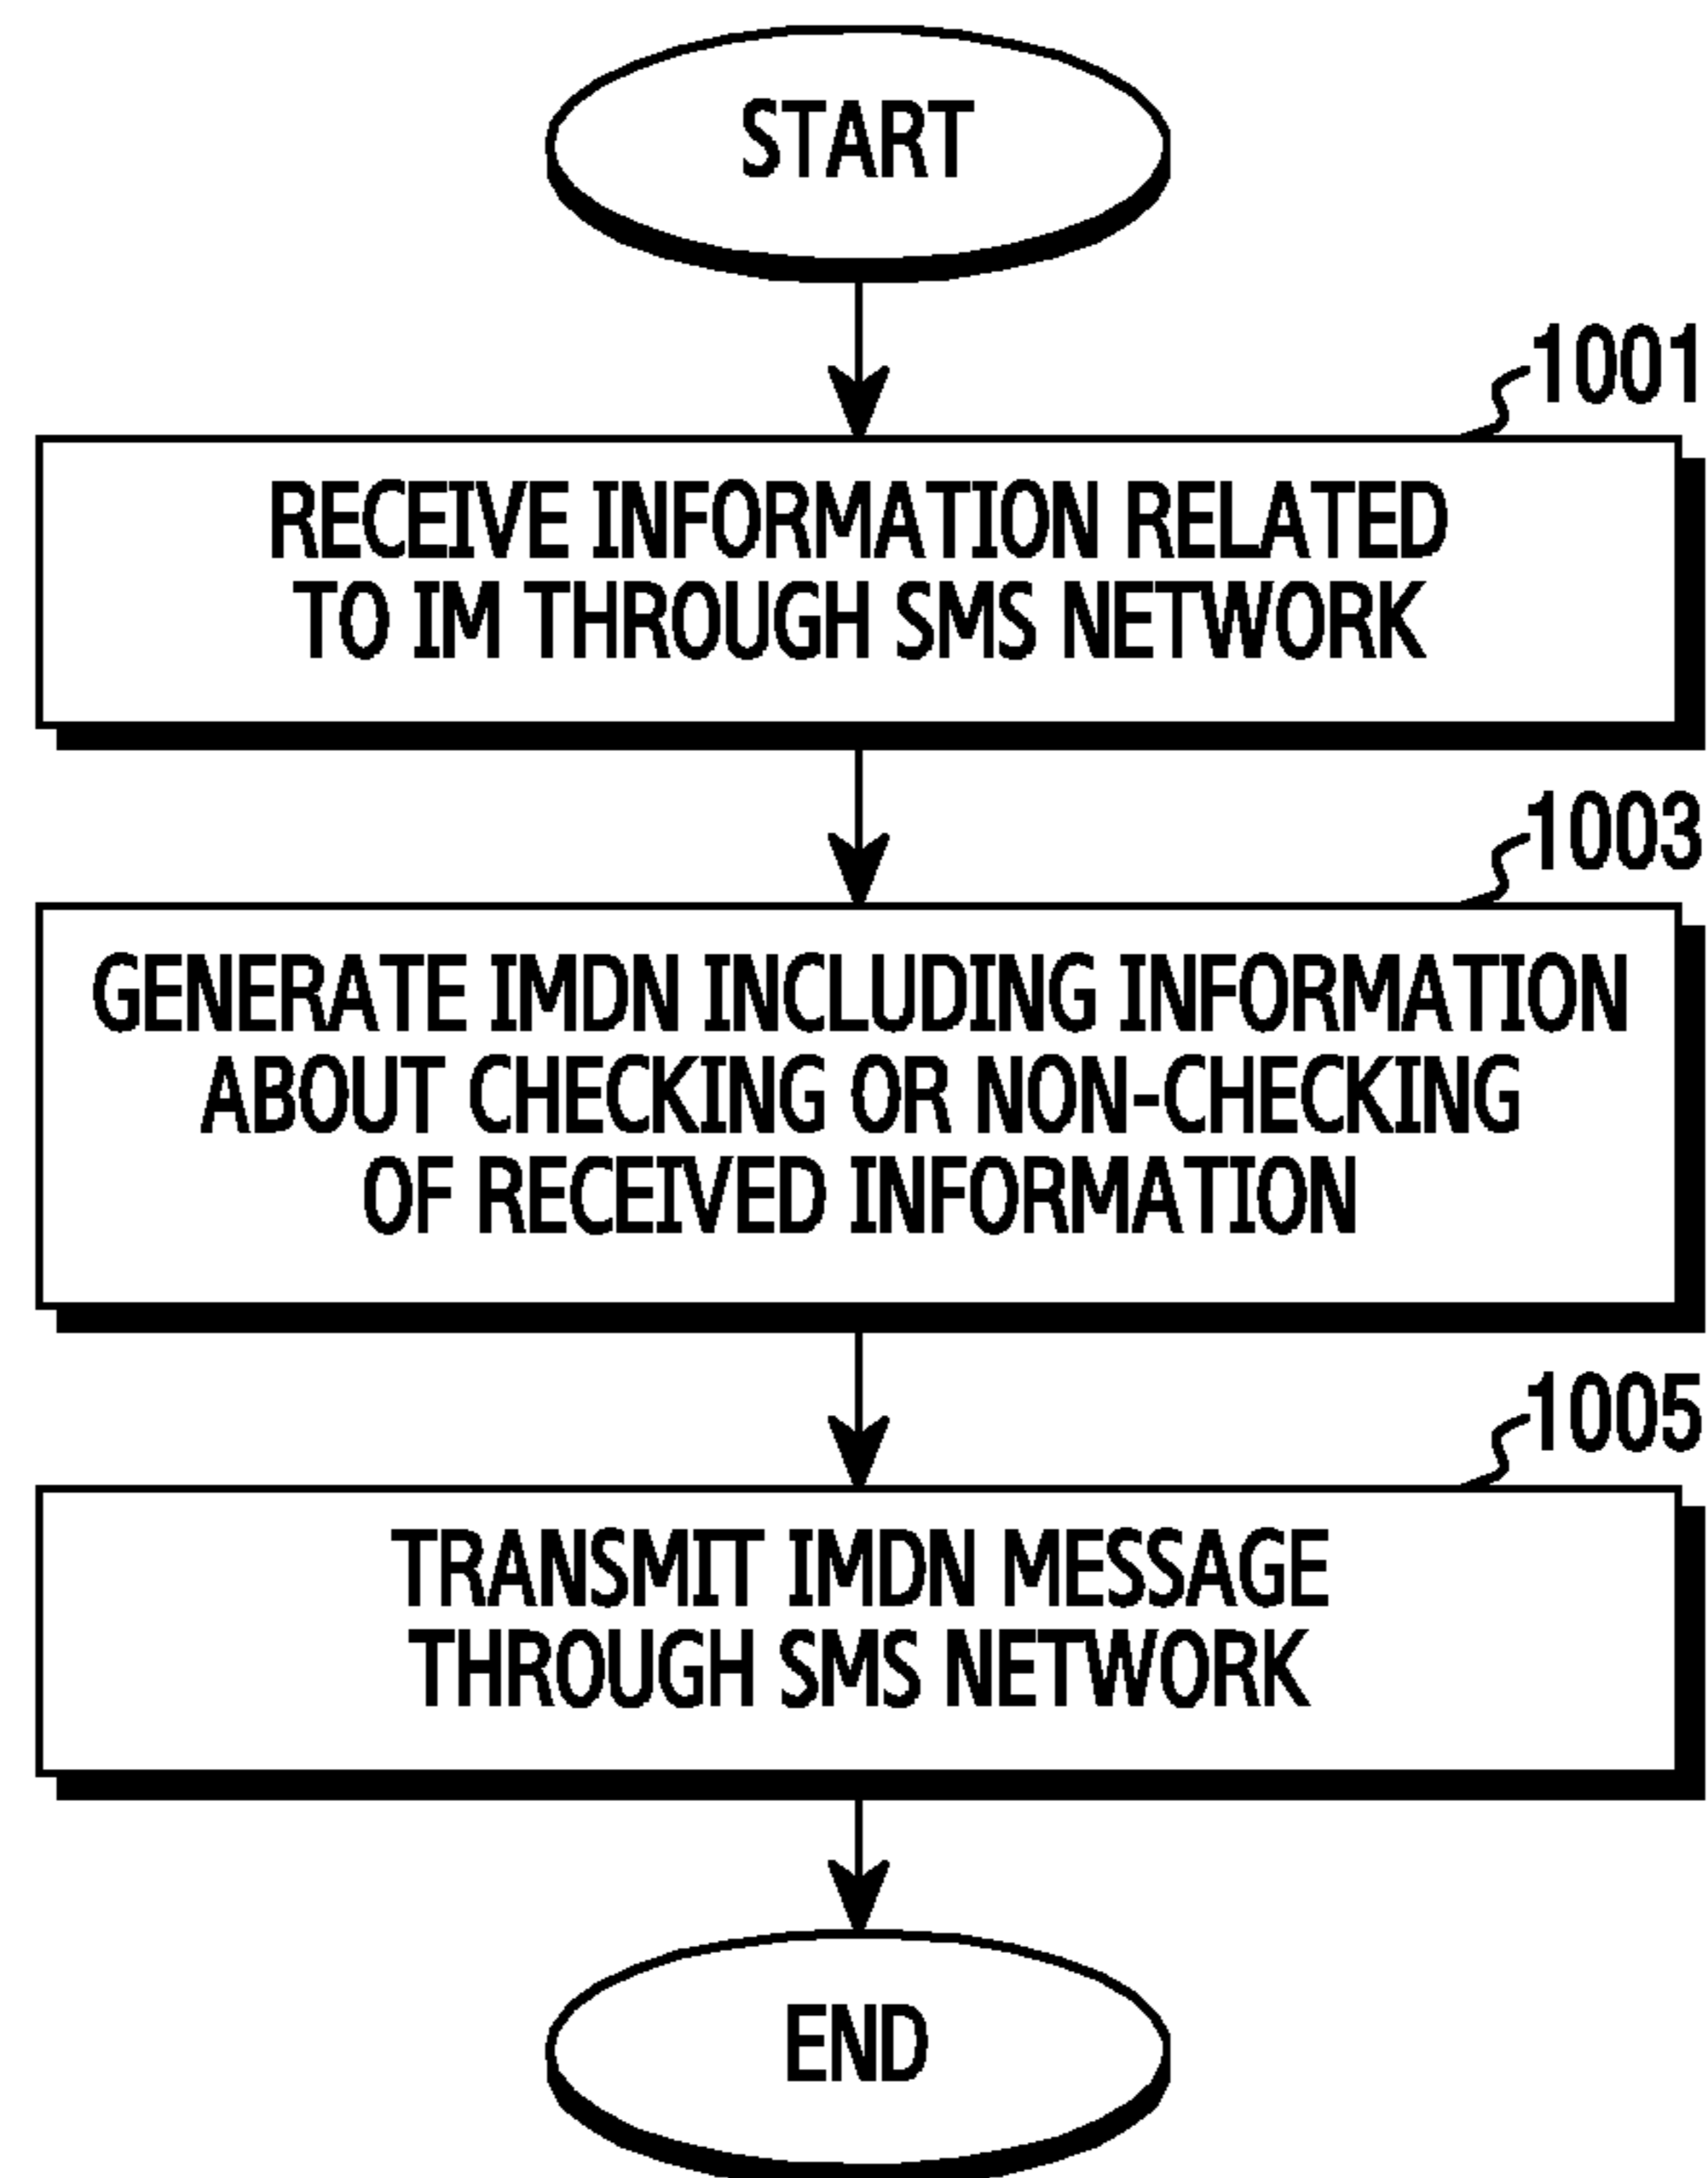 START
1001
RECEIVE INFORMATION RELATED
TO IM THROUGH SMS NETWORK
1003
GENERATE IMDN INCLUDING INFORMATION
ABOUT CHECKING OR NON-CHECKING
OF RECEIVED INFORMATION
1005
TRANSMIT IMDN MESSAGE
THROUGH SMS NETWORK
END